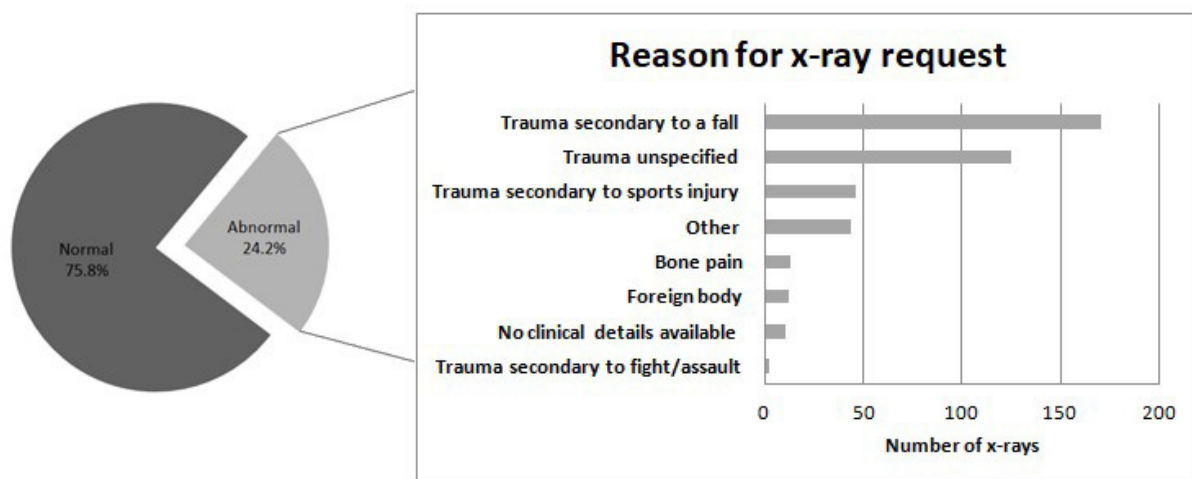 Normal
75.8%
Abnormal
24.2%
Reason for x-ray request
Trauma secondary to a fall
Trauma unspecified
Trauma secondary to sports injury
Other
Bone pain
Foreign body
No clinical details available
Trauma secondary to fight/assault
0 50 100 150 200
Number of x-rays